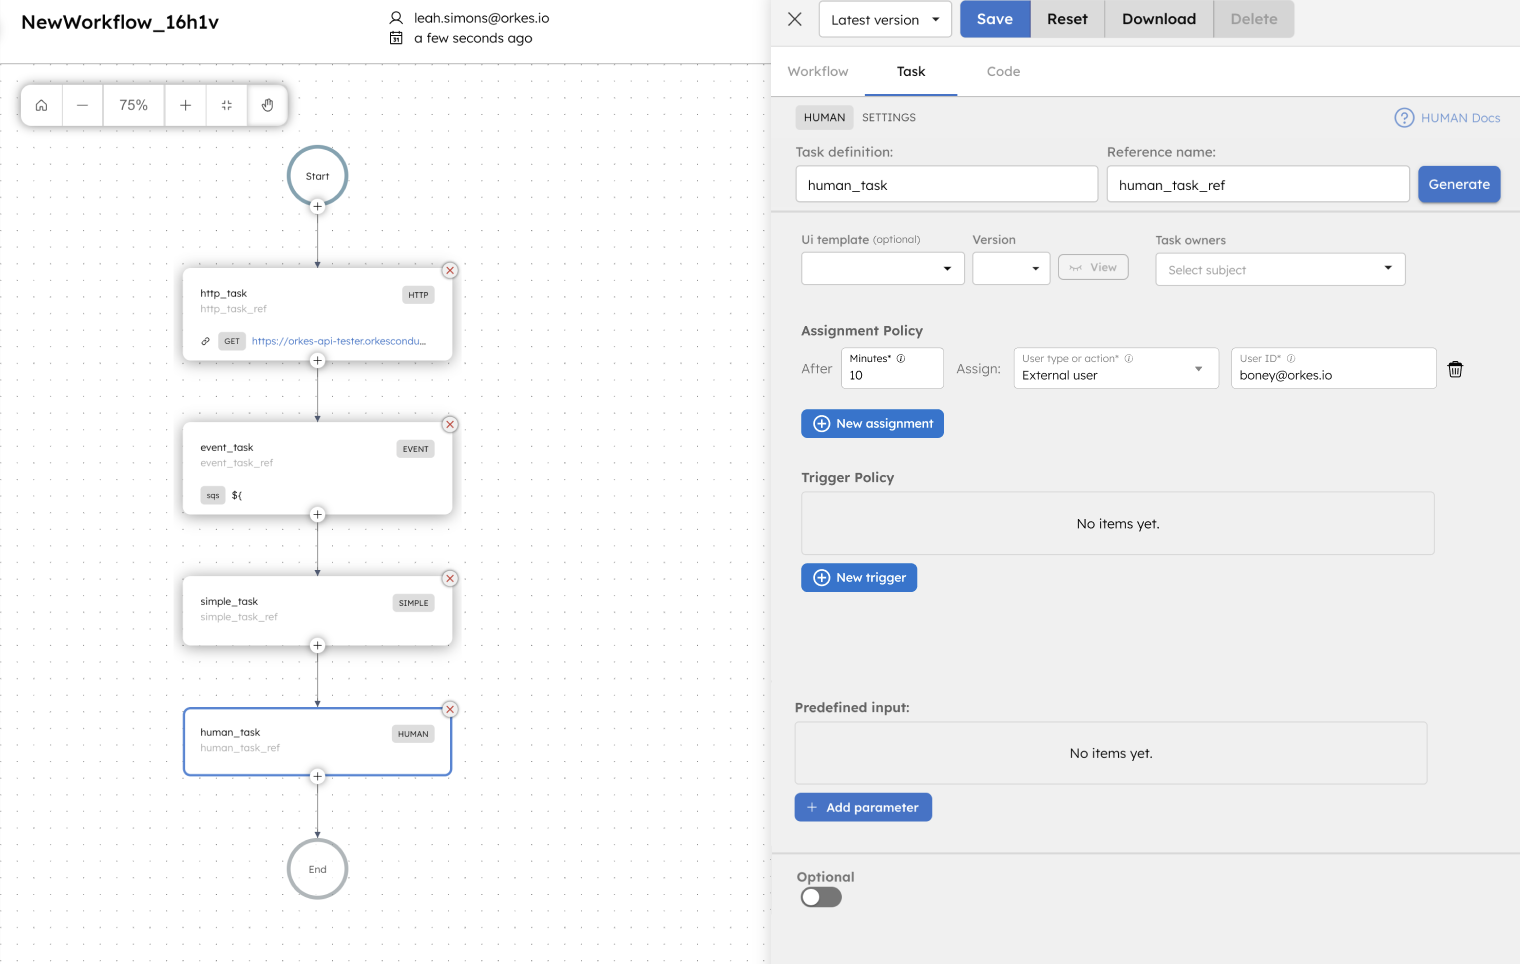 NewWorkflow_16h1v
leah.simons@orkes.io
a few seconds ago
75%
Start
http_task
HTTP
http_task_ref
GET
https://orkes-api-tester.orkescondu...
event_task
EVENT
event_task_ref
sqs
${
simple_task
SIMPLE
simple_task_ref
human_task
HUMAN
human_task_ref
End
Latest version
Save
Reset
Download
Delete
Workflow
Task
Code
HUMAN
SETTINGS
? HUMAN Docs
Task definition:
Reference name:
human_task
human_task_ref
Generate
Ui template (optional)
Version
Task owners
View
Select subject
Assignment Policy
After
Minutes*
10
Assign:
User type or action*
External user
User ID*
boney@orkes.io
New assignment
Trigger Policy
No items yet.
New trigger
Predefined input:
No items yet.
+ Add parameter
Optional